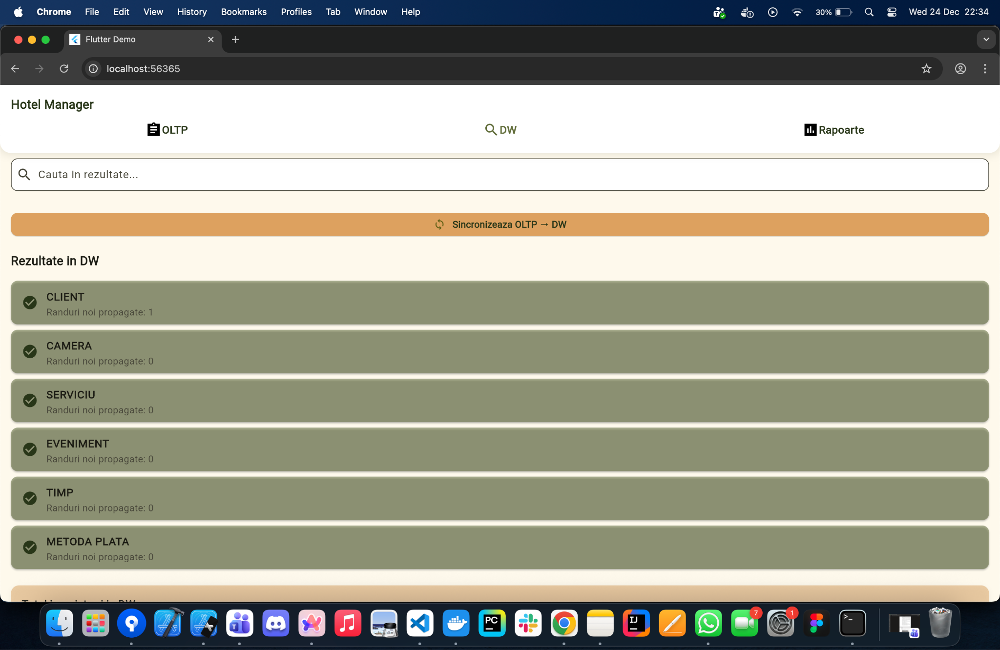 Chrome File Edit View History Bookmarks Profiles Tab Window Help 30% Wed 24 Dec 22:34
Flutter Demo
localhost:56365
Hotel Manager
OLTP DW Rapoarte
Cauta in rezultate...
Sincronizeaza OLTP → DW
Rezultate in DW
CLIENT
Randuri noi propagate: 1
CAMERA
Randuri noi propagate: 0
SERVICIU
Randuri noi propagate: 0
EVENIMENT
Randuri noi propagate: 0
TIMP
Randuri noi propagate: 0
METODA PLATA
Randuri noi propagate: 0
T PC IJ 7 1 >_